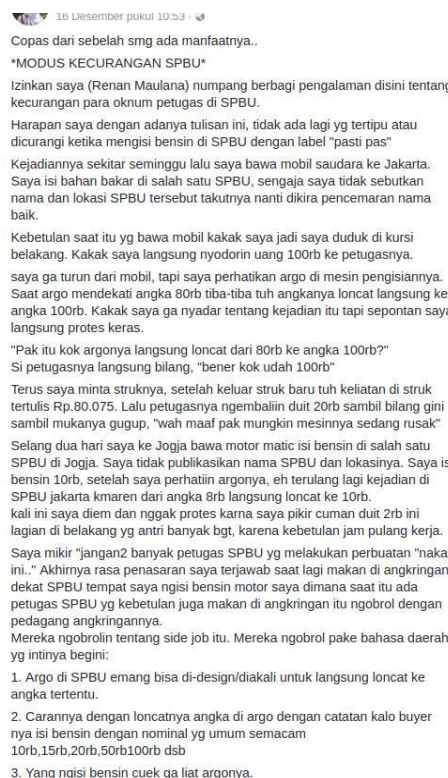 16 Desember pukul 10:53 ·
Copas dari sebelah smg ada manfaatnya..
*MODUS KECURANGAN SPBU*
Izinkan saya (Renan Maulana) numpang berbagi pengalaman disini tentang
kecurangan para oknum petugas di SPBU.
Harapan saya dengan adanya tulisan ini, tidak ada lagi yg tertipu atau
dicurangi ketika mengisi bensin di SPBU dengan label "pasti pas"
Kejadiannya sekitar seminggu lalu saya bawa mobil saudara ke Jakarta.
Saya isi bahan bakar di salah satu SPBU, sengaja saya tidak sebutkan
nama dan lokasi SPBU tersebut takutnya nanti dikira pencemaran nama
baik.
Kebetulan saat itu yg bawa mobil kakak saya jadi saya duduk di kursi
belakang. Kakak saya langsung nyodorin uang 100rb ke petugasnya.
saya ga turun dari mobil, tapi saya perhatikan argo di mesin pengisiannya.
Saat argo mendekati angka 80rb tiba-tiba tuh angkanya loncat langsung ke
angka 100rb. Kakak saya ga nyadar tentang kejadian itu tapi sepontan saya
langsung protes keras.
"Pak itu kok argonya langsung loncat dari 80rb ke angka 100rb?"
Si petugasnya langsung bilang, "bener kok udah 100rb"
Terus saya minta struknya, setelah keluar struk baru tuh keliatan di struk
tertulis Rp.80.075. Lalu petugasnya ngembaliin duit 20rb sambil bilang gini
sambil mukanya gugup, "wah maaf pak mungkin mesinnya sedang rusak"
Selang dua hari saya ke Jogja bawa motor matic isi bensin di salah satu
SPBU di Jogja. Saya tidak publikasikan nama SPBU dan lokasinya. Saya is
bensin 10rb, setelah saya perhatiin argonya, eh terulang lagi kejadian di
SPBU jakarta kmaren dari angka 8rb langsung loncat ke 10rb.
kali ini saya diem dan nggak protes karna saya pikir cuman duit 2rb ini
lagian di belakang yg antri banyak bgt, karena kebetulan jam pulang kerja.
Saya mikir "jangan2 banyak petugas SPBU yg melakukan perbuatan "naka
ini.." Akhirnya rasa penasaran saya terjawab saat lagi makan di angkringan
dekat SPBU tempat saya ngisi bensin motor saya dimana saat itu ada
petugas SPBU yg kebetulan juga makan di angkringan itu ngobrol dengan
pedagang angkringannya.
Mereka ngobrolin tentang side job itu. Mereka ngobrol pake bahasa daerah
yg intinya begini:
1. Argo di SPBU emang bisa di-design/diakali untuk langsung loncat ke
angka tertentu.
2. Carannya dengan loncatnya angka di argo dengan catatan kalo buyer
nya isi bensin dengan nominal yg umum semacam
10rb,15rb,20rb,50rb100rb dsb
3. Yang ngisi bensin cuek ga liat argonya.